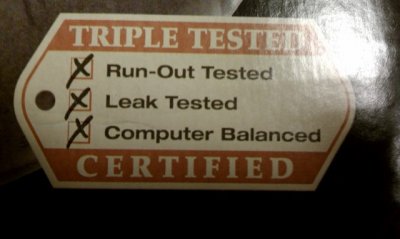 TRIPLE TESTED
Run-Out Tested
Leak Tested
Computer Balanced
CERTIFIED